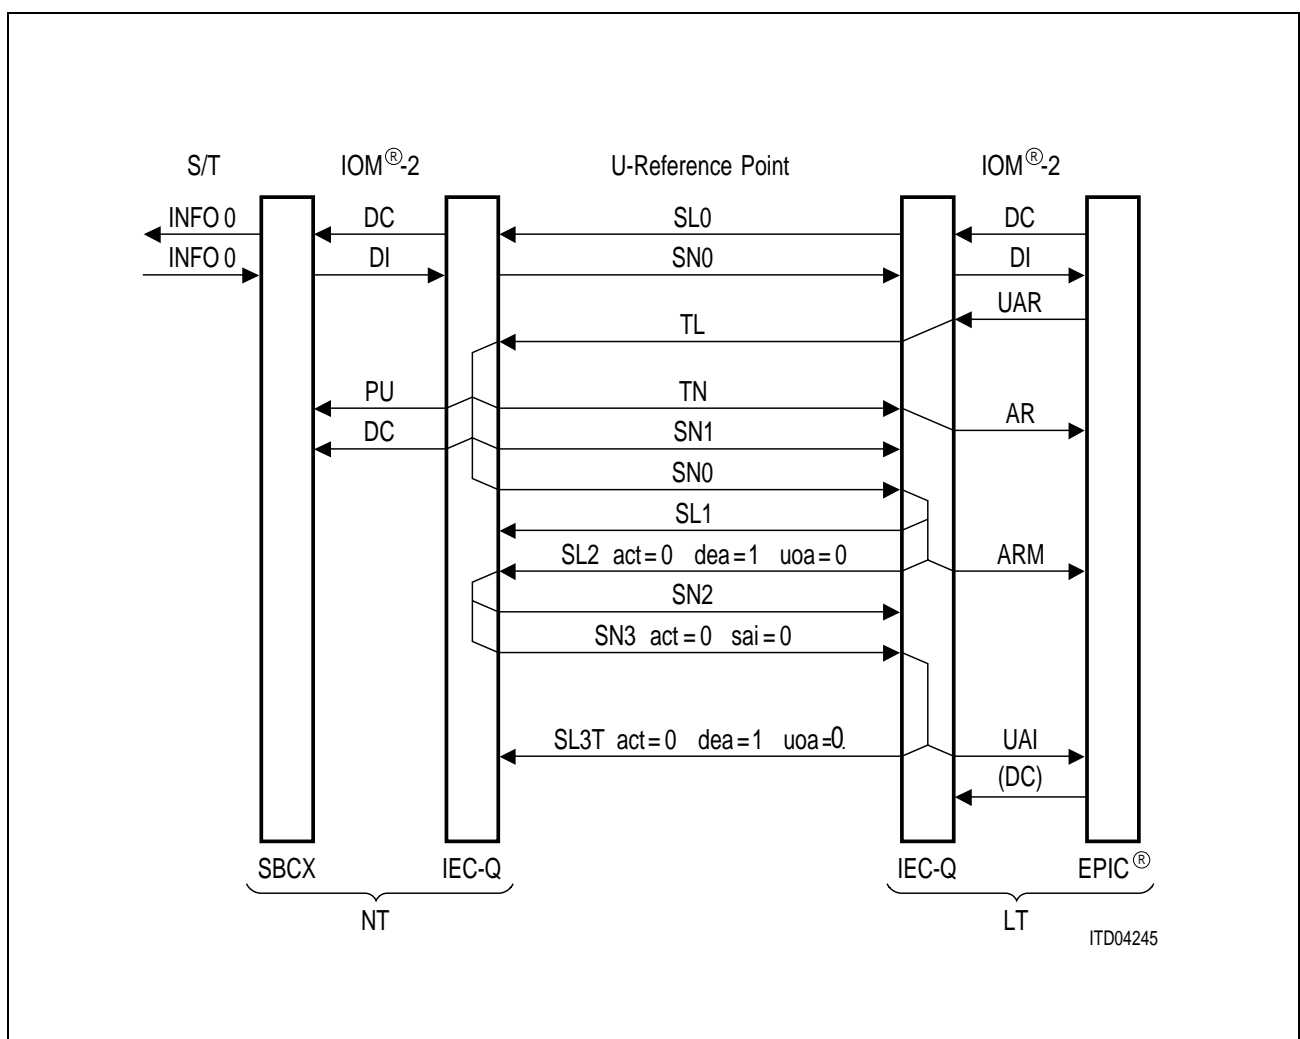 S/T IOM®-2 U-Reference Point IOM®-2
INFO 0 DC SL0 DC
INFO 0 DI SN0 DI
UAR
TL
PU TN AR
DC SN1
SN0
SL1
SL2 act=0 dea=1 uoa=0 ARM
SN2
SN3 act=0 sai=0
SL3T act=0 dea=1 uoa=0. UAI
(DC)
SBCX IEC-Q IEC-Q EPIC®
NT LT
ITD04245